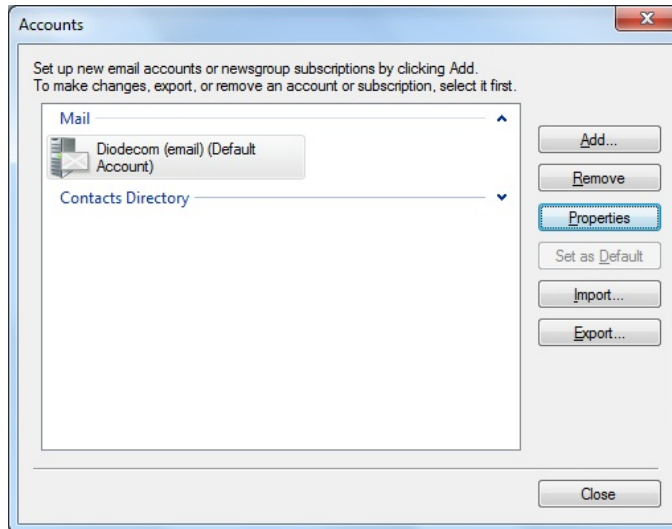 Accounts
Set up new email accounts or newsgroup subscriptions by clicking Add.
To make changes, export, or remove an account or subscription, select it first.
Mail
Diodecom (email) (Default
Account)
Contacts Directory
Add...
Remove
Properties
Set as Default
Import...
Export...
Close